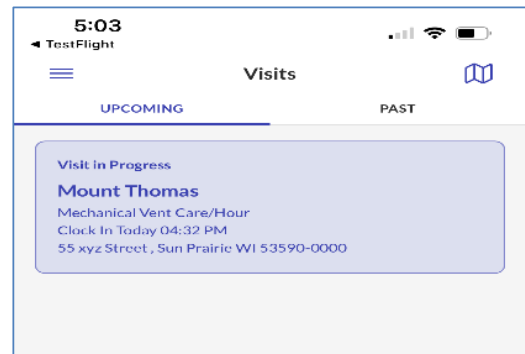 5:03
◀ TestFlight
Visits
UPCOMING PAST
Visit in Progress
Mount Thomas
Mechanical Vent Care/Hour
Clock In Today 04:32 PM
55 xyz Street , Sun Prairie WI 53590-0000